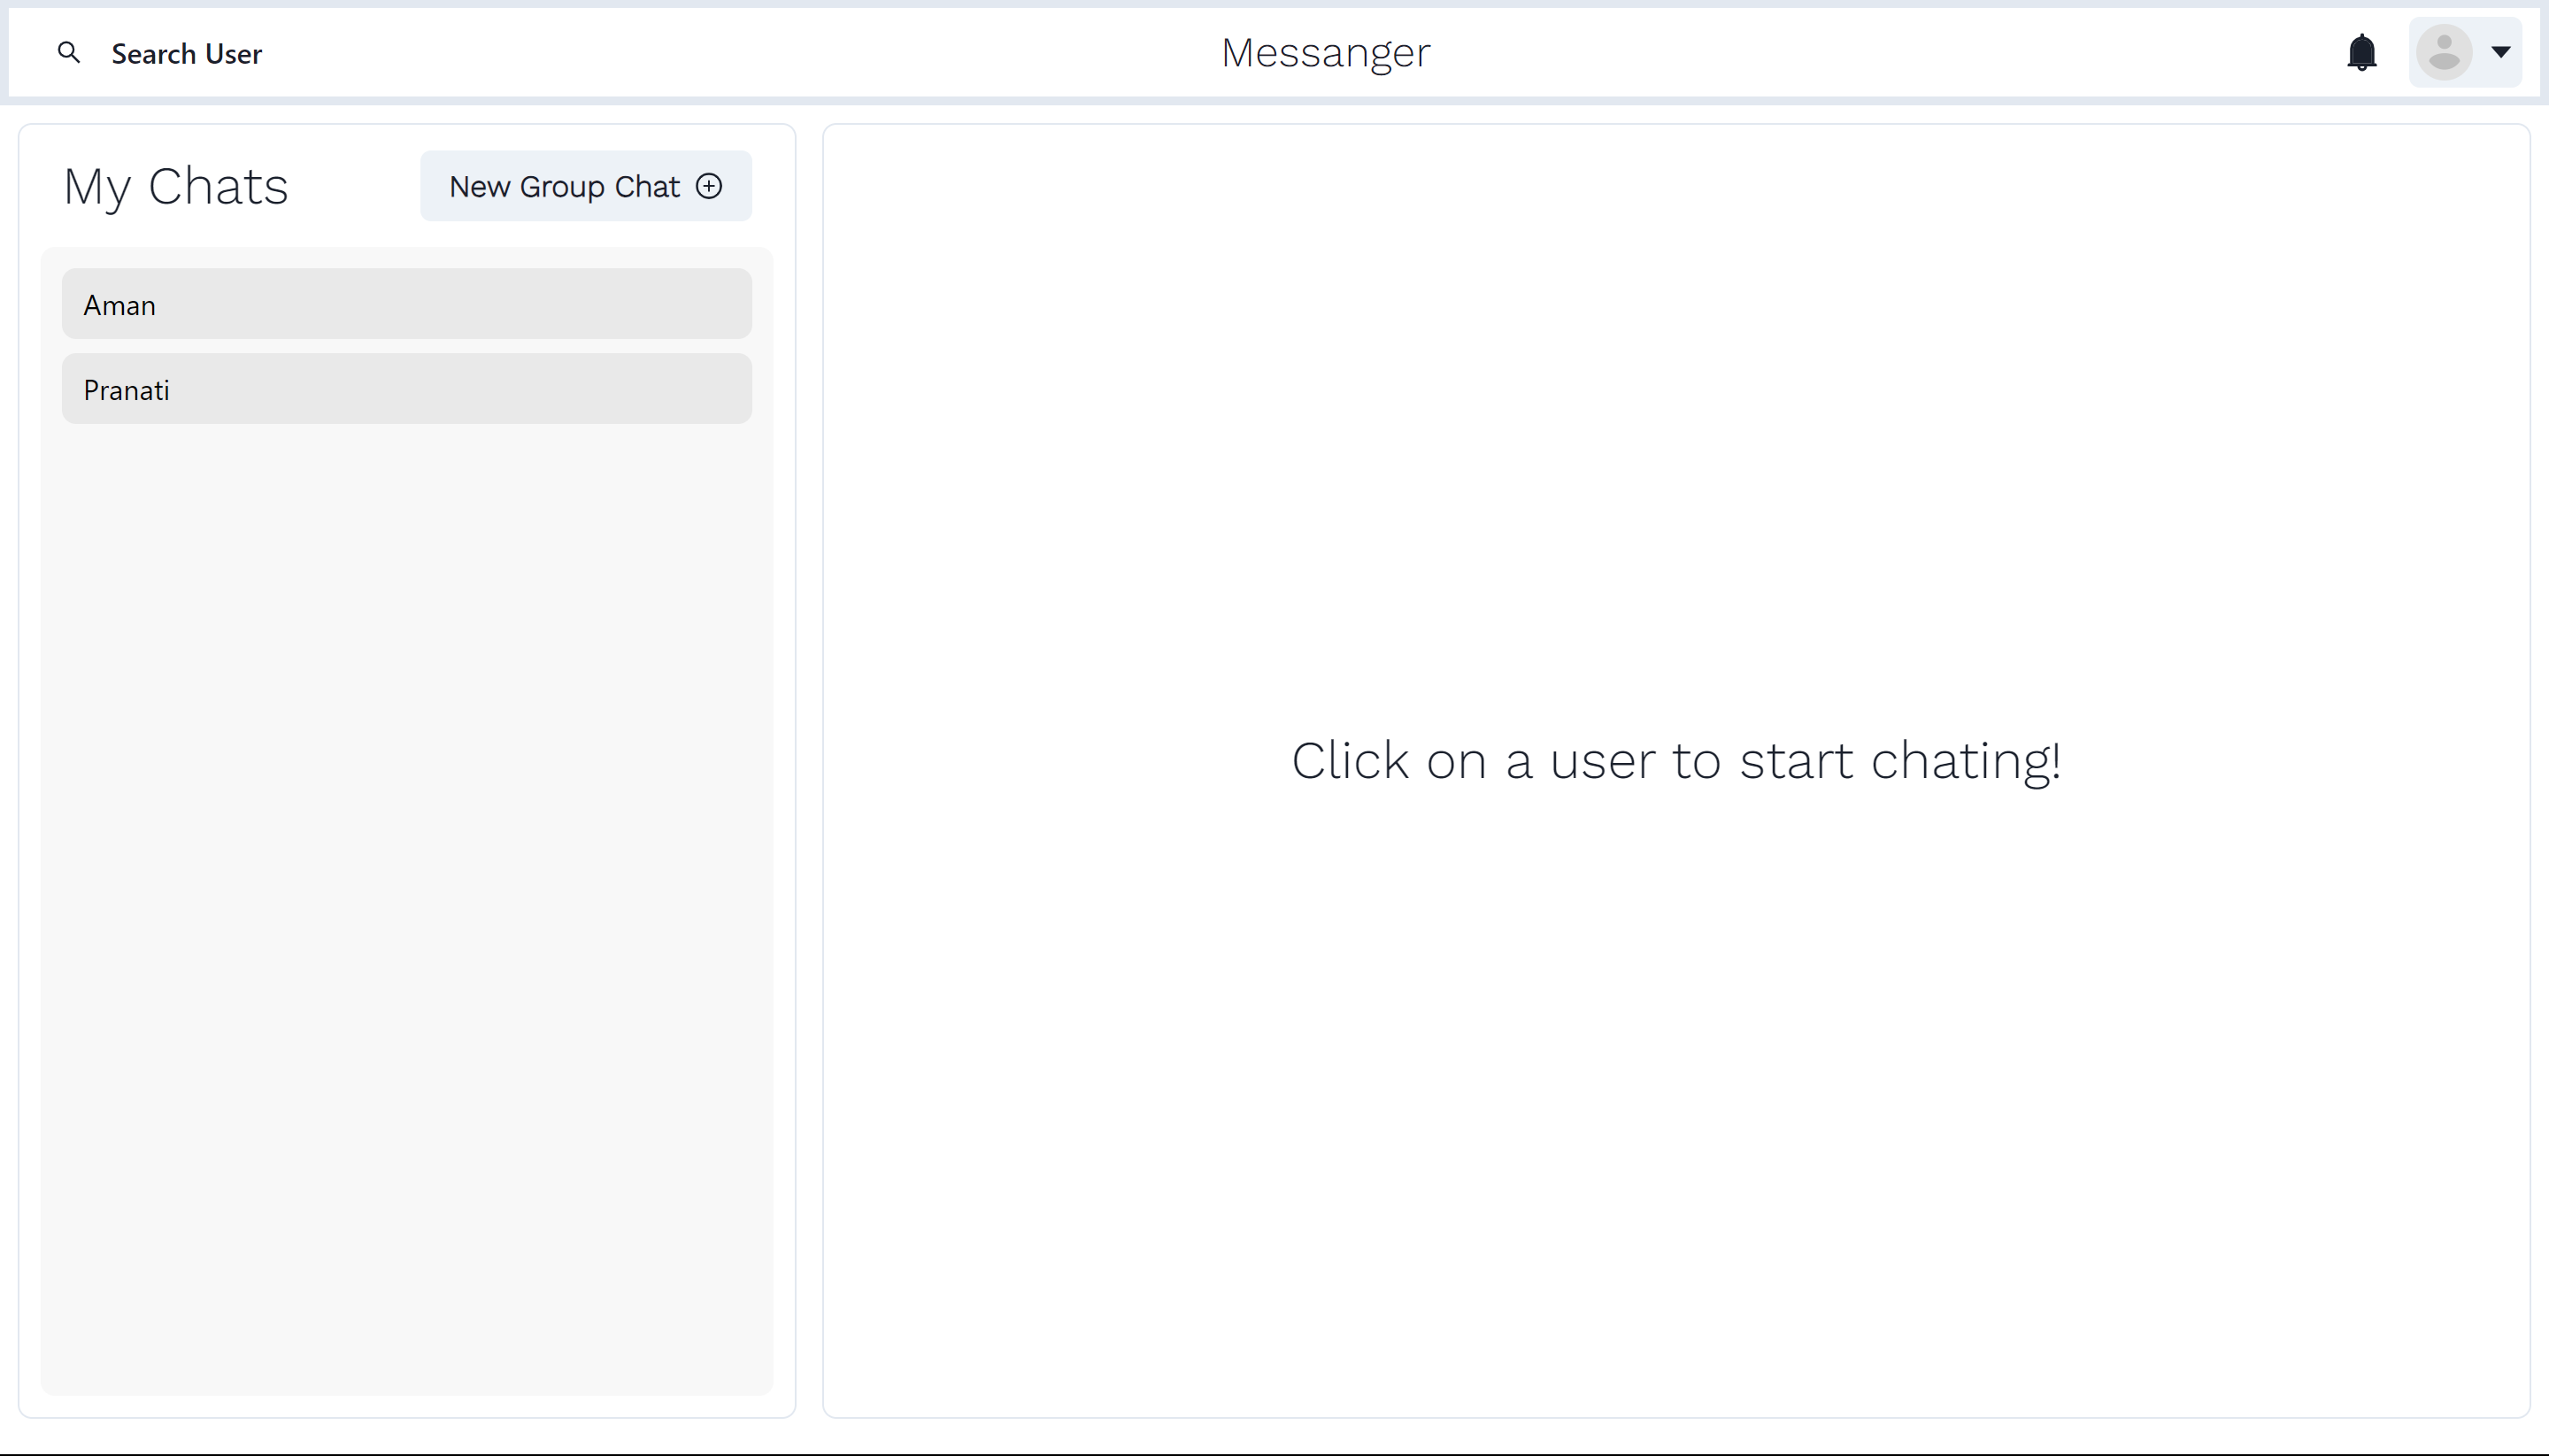 Search User
Messanger
My Chats
New Group Chat
Aman
Pranati
Click on a user to start chating!